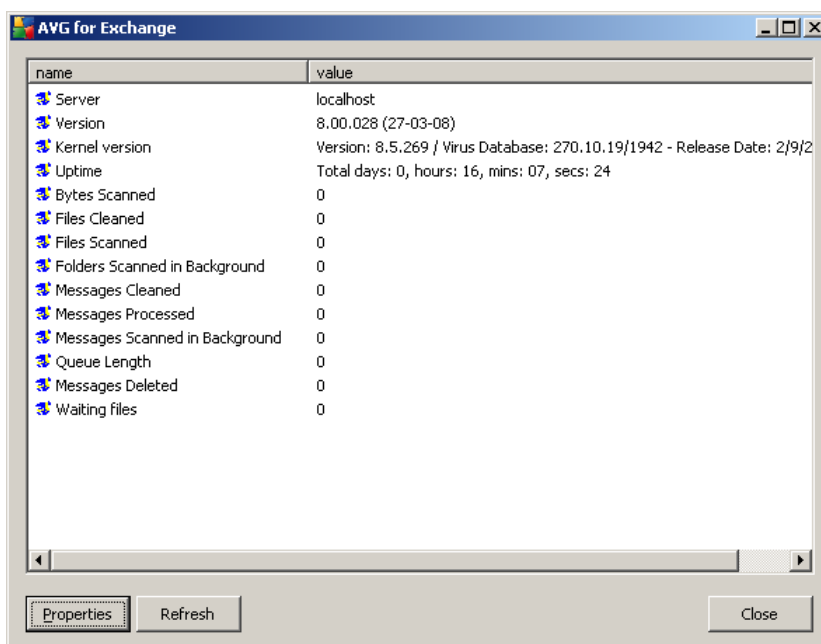 AVG for Exchange
name value
Server localhost
Version 8.00.028 (27-03-08)
Kernel version Version: 8.5.269 / Virus Database: 270.10.19/1942 - Release Date: 2/9/2
Uptime Total days: 0, hours: 16, mins: 07, secs: 24
Bytes Scanned 0
Files Cleaned 0
Files Scanned 0
Folders Scanned in Background 0
Messages Cleaned 0
Messages Processed 0
Messages Scanned in Background 0
Queue Length 0
Messages Deleted 0
Waiting files 0
Properties Refresh Close